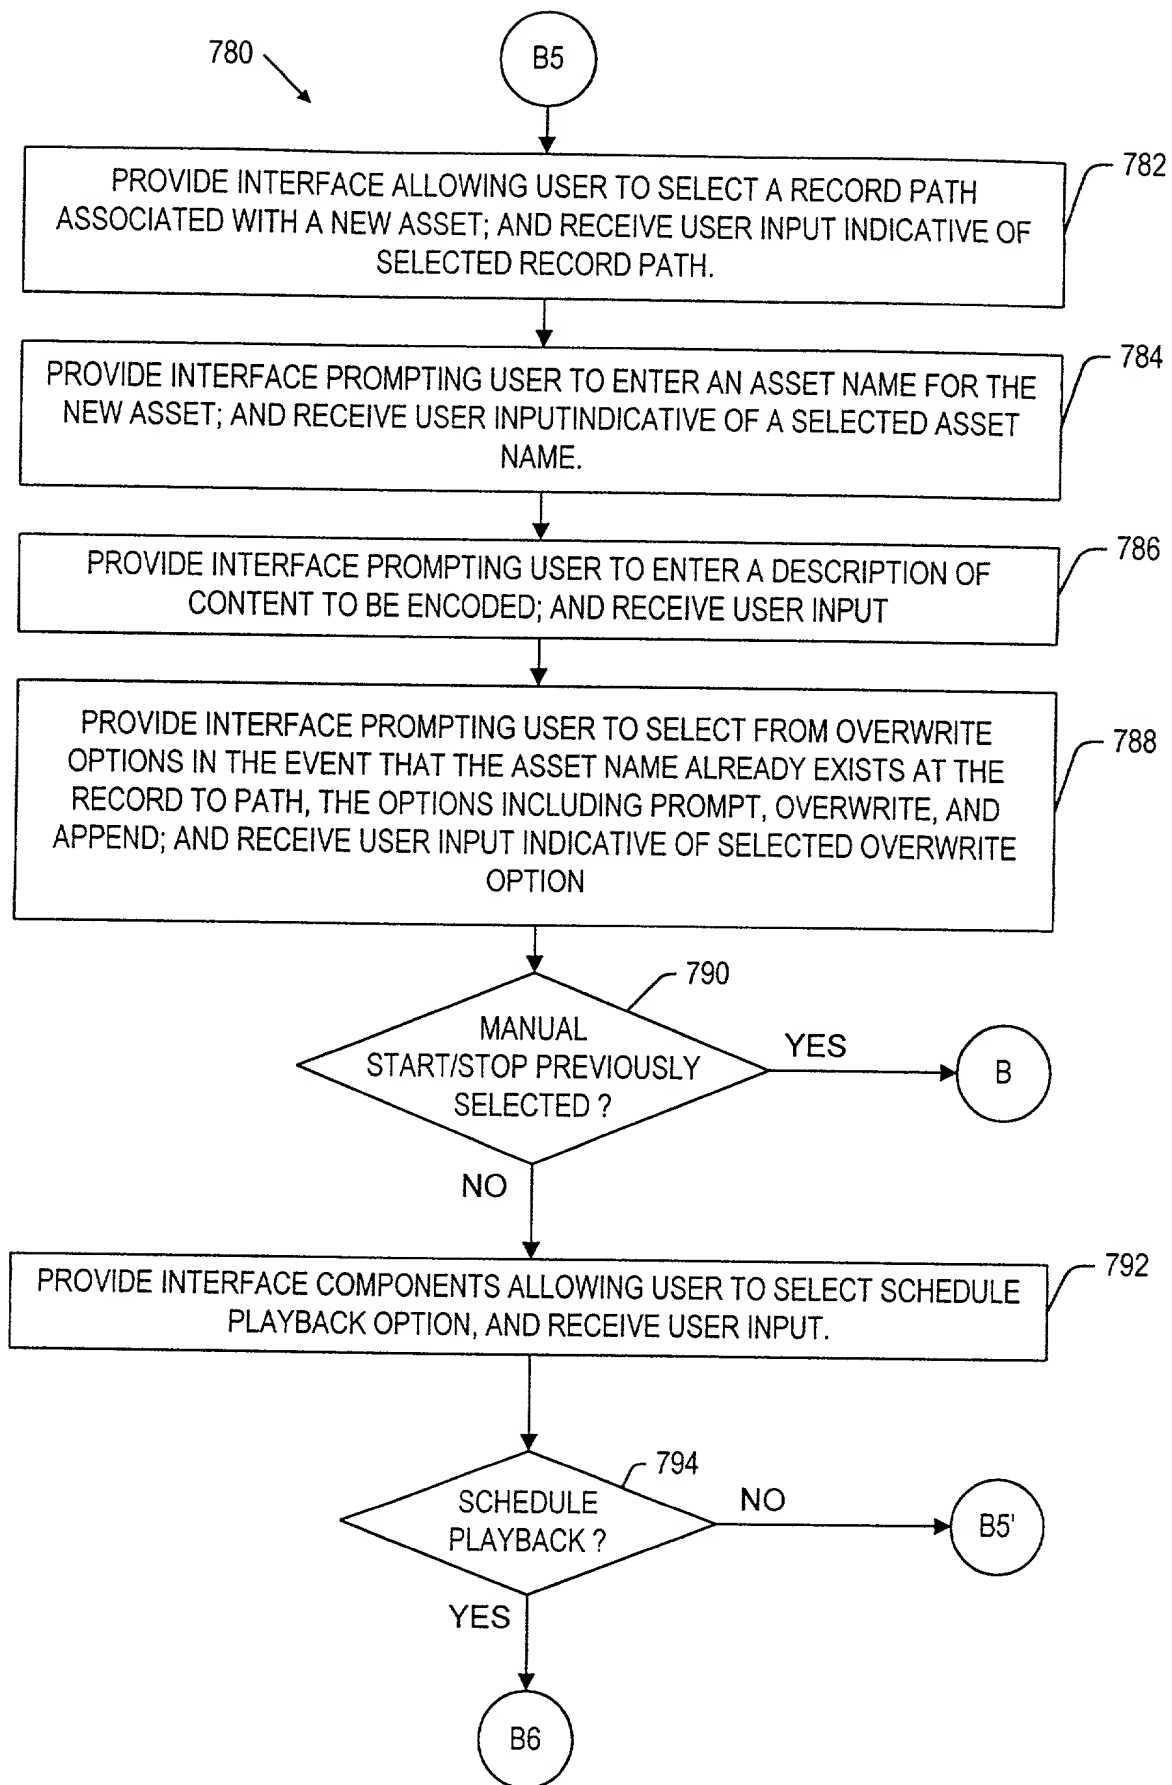 780
B5
782
PROVIDE INTERFACE ALLOWING USER TO SELECT A RECORD PATH
ASSOCIATED WITH A NEW ASSET; AND RECEIVE USER INPUT INDICATIVE OF
SELECTED RECORD PATH.
784
PROVIDE INTERFACE PROMPTING USER TO ENTER AN ASSET NAME FOR THE
NEW ASSET; AND RECEIVE USER INPUTINDICATIVE OF A SELECTED ASSET
NAME.
786
PROVIDE INTERFACE PROMPTING USER TO ENTER A DESCRIPTION OF
CONTENT TO BE ENCODED; AND RECEIVE USER INPUT
788
PROVIDE INTERFACE PROMPTING USER TO SELECT FROM OVERWRITE
OPTIONS IN THE EVENT THAT THE ASSET NAME ALREADY EXISTS AT THE
RECORD TO PATH, THE OPTIONS INCLUDING PROMPT, OVERWRITE, AND
APPEND; AND RECEIVE USER INPUT INDICATIVE OF SELECTED OVERWRITE
OPTION
790
MANUAL
START/STOP PREVIOUSLY
SELECTED ?
YES
B
NO
792
PROVIDE INTERFACE COMPONENTS ALLOWING USER TO SELECT SCHEDULE
PLAYBACK OPTION, AND RECEIVE USER INPUT.
794
SCHEDULE
PLAYBACK ?
NO
B5'
YES
B6